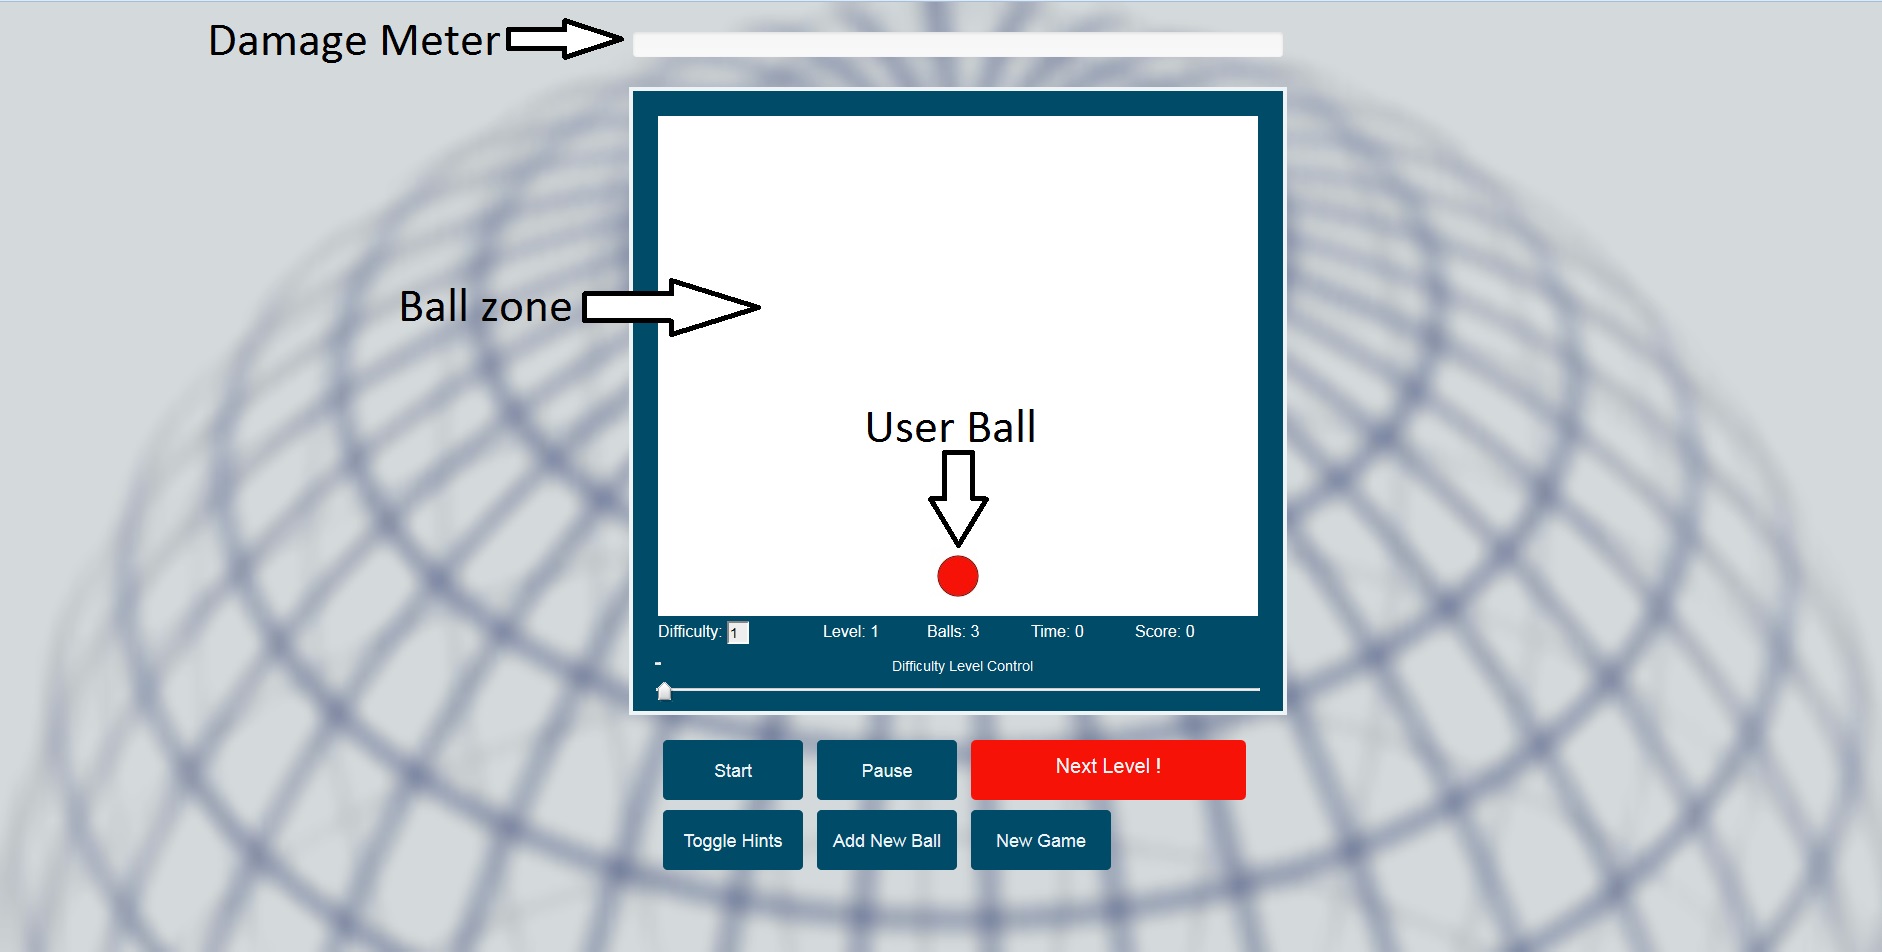 Damage Meter
Ball zone
User Ball
Difficulty: 1 Level: 1 Balls: 3 Time: 0 Score: 0
-
Difficulty Level Control
Start Pause Next Level !
Toggle Hints Add New Ball New Game